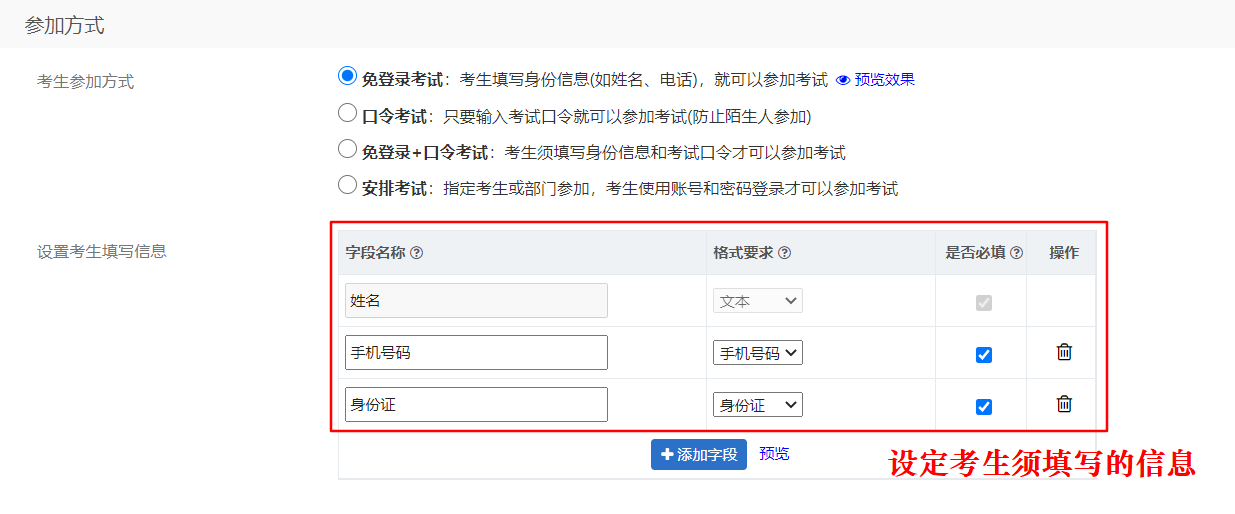 参加方式
考生参加方式
免登录考试：考生填写身份信息(如姓名、电话)，就可以参加考试 预览效果
口令考试：只要输入考试口令就可以参加考试(防止陌生人参加)
免登录+口令考试：考生须填写身份信息和考试口令才可以参加考试
安排考试：指定考生或部门参加，考生使用账号和密码登录才可以参加考试
设置考生填写信息
字段名称 格式要求 是否必填 操作
姓名 文本
手机号码 手机号码
身份证 身份证
添加字段 预览
设定考生须填写的信息